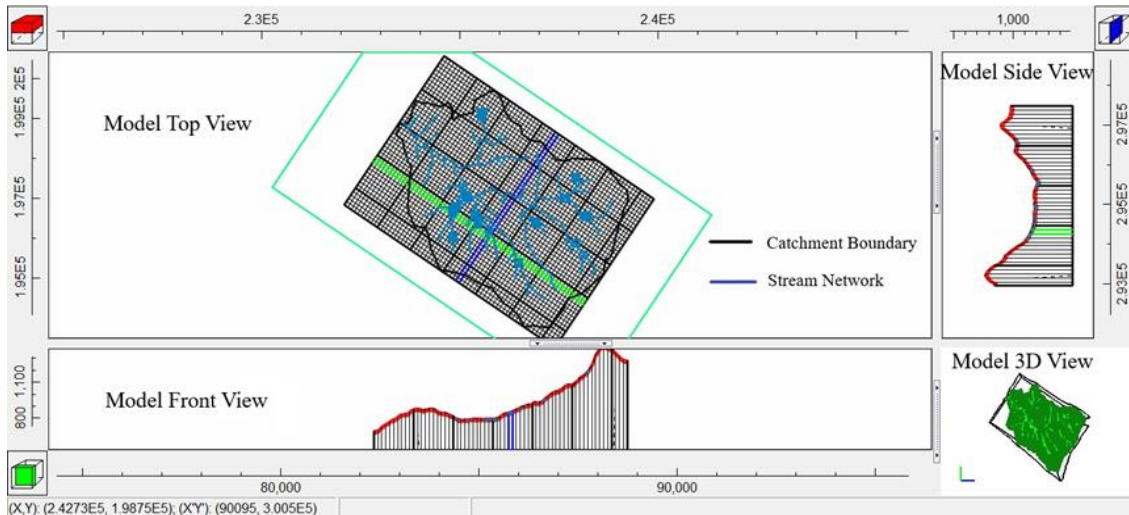 2.3E5
2.4E5
1,000
Model Top View
Model Side View
2E5
1.99E5
1.97E5
1.95E5
Catchment Boundary
Stream Network
2.97E5
2.95E5
2.93E5
Model Front View
1,100
800
Model 3D View
80,000
90,000
(X,Y): (2.4273E5, 1.9875E5); (X'Y'): (90095, 3.005E5)